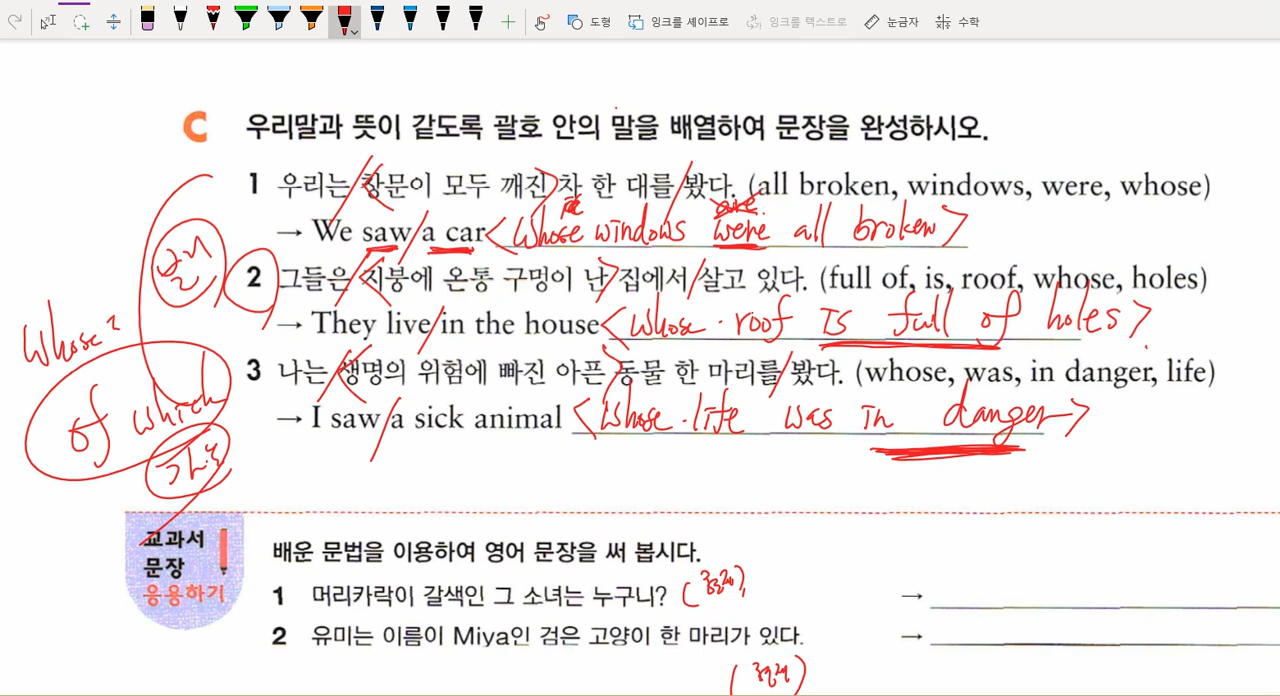 도형 잉크를 셰이프로 잉크를 텍스트로 눈금자 수학
C 우리말과 뜻이 같도록 괄호 안의 말을 배열하여 문장을 완성하시오.
1 우리는 창문이 모두 깨진 차 한 대를 봤다. (all broken, windows, were, whose)
→ We saw a car <whose windows were all broken>
2 그들은 지붕에 온통 구멍이 난 집에서 살고 있다. (full of, is, roof, whose, holes)
→ They live in the house <whose roof is full of holes>
whose?
3 나는 생명의 위험에 빠진 아픈 동물 한 마리를 봤다. (whose, was, in danger, life)
of which
→ I saw a sick animal <whose life was in danger>
교과서
문장
응용하기
배운 문법을 이용하여 영어 문장을 써 봅시다.
1 머리카락이 갈색인 그 소녀는 누구니? →
2 유미는 이름이 Miya인 검은 고양이 한 마리가 있다. →